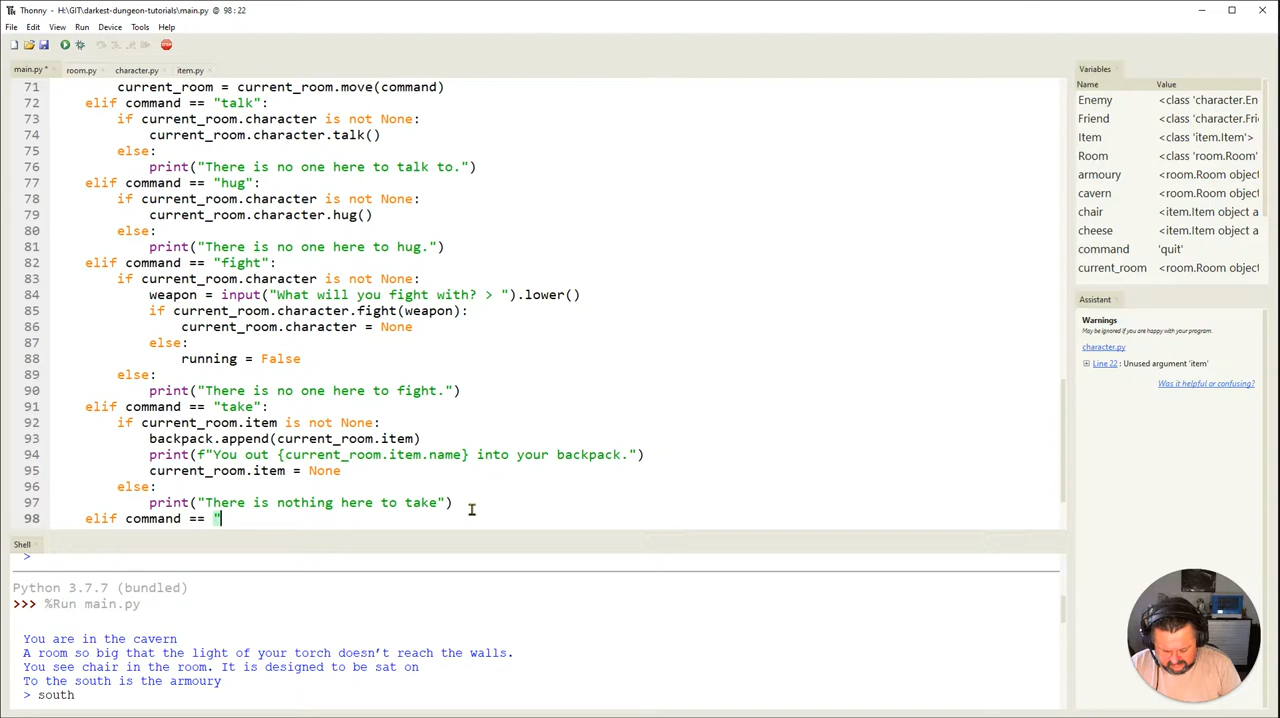 Thonny - H:\GIT\darkest-dungeon-tutorials\main.py @ 98 : 22
File Edit View Run Device Tools Help
main.py * room.py character.py item.py
71 current_room = current_room.move(command)
72 elif command == "talk":
73 if current_room.character is not None:
74 current_room.character.talk()
75 else:
76 print("There is no one here to talk to.")
77 elif command == "hug":
78 if current_room.character is not None:
79 current_room.character.hug()
80 else:
81 print("There is no one here to hug.")
82 elif command == "fight":
83 if current_room.character is not None:
84 weapon = input("What will you fight with? > ").lower()
85 if current_room.character.fight(weapon):
86 current_room.character = None
87 else:
88 running = False
89 else:
90 print("There is no one here to fight.")
91 elif command == "take":
92 if current_room.item is not None:
93 backpack.append(current_room.item)
94 print(f"You out {current_room.item.name} into your backpack.")
95 current_room.item = None
96 else:
97 print("There is nothing here to take")
98 elif command == "
Shell
>
Python 3.7.7 (bundled)
>>> %Run main.py
You are in the cavern
A room so big that the light of your torch doesn't reach the walls.
You see chair in the room. It is designed to be sat on
To the south is the armoury
> south
Variables
Name Value
Enemy <class 'character.En
Friend <class 'character.Frie
Item <class 'item.Item'>
Room <class 'room.Room'
armoury <room.Room object
cavern <room.Room object
chair <item.Item object a
cheese <item.Item object a
command 'quit'
current_room <room.Room object
Assistant
Warnings
May be ignored if you are happy with your program.
character.py
Line 22 : Unused argument 'item'
Was it helpful or confusing?